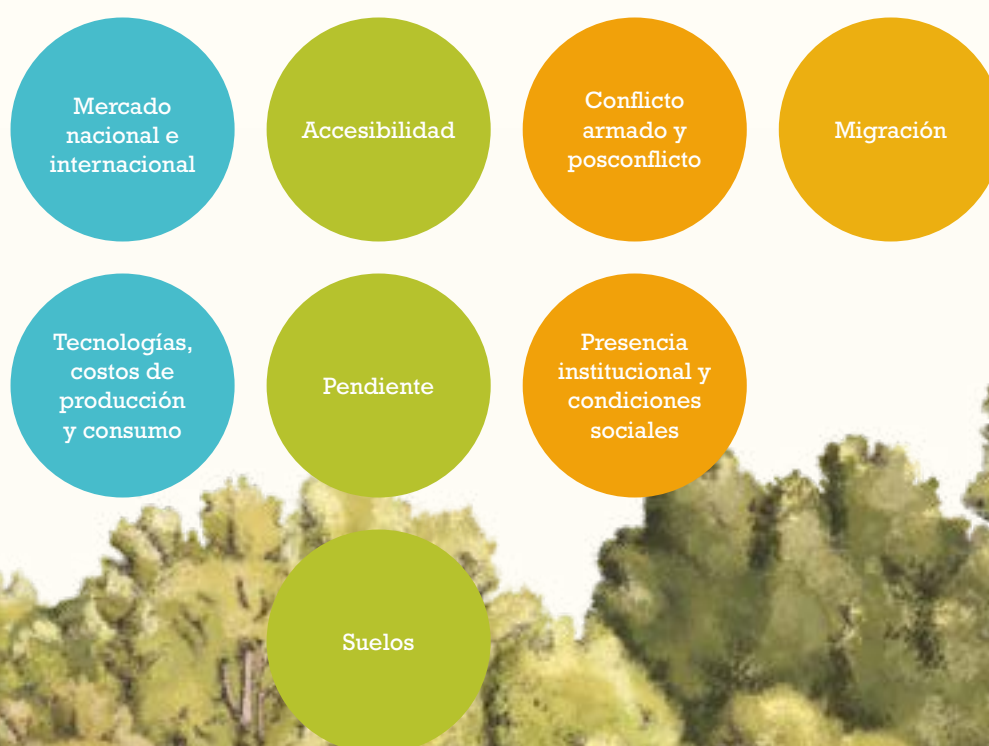 Mercado
nacional e
internacional
Accesibilidad
Conflicto
armado y
posconflicto
Migración
Tecnologías,
costos de
producción
y consumo
Pendiente
Presencia
institucional y
condiciones
sociales
Suelos